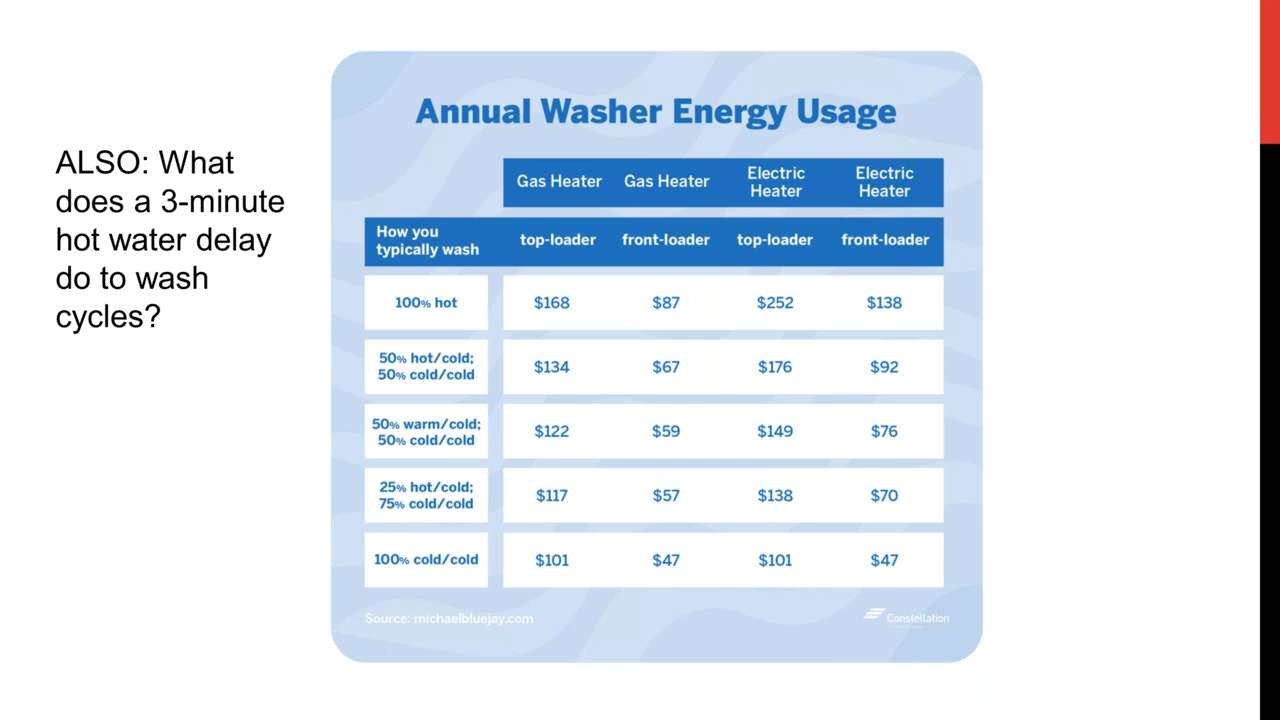 ALSO: What
does a 3-minute
hot water delay
do to wash
cycles?
Annual Washer Energy Usage
Gas Heater Gas Heater Electric Heater Electric Heater
How you typically wash top-loader front-loader top-loader front-loader
100% hot $168 $87 $252 $138
50% hot/cold; 50% cold/cold $134 $67 $176 $92
50% warm/cold; 50% cold/cold $122 $59 $149 $76
25% hot/cold; 75% cold/cold $117 $57 $138 $70
100% cold/cold $101 $47 $101 $47
Source: michaelbluejay.com
Constellation